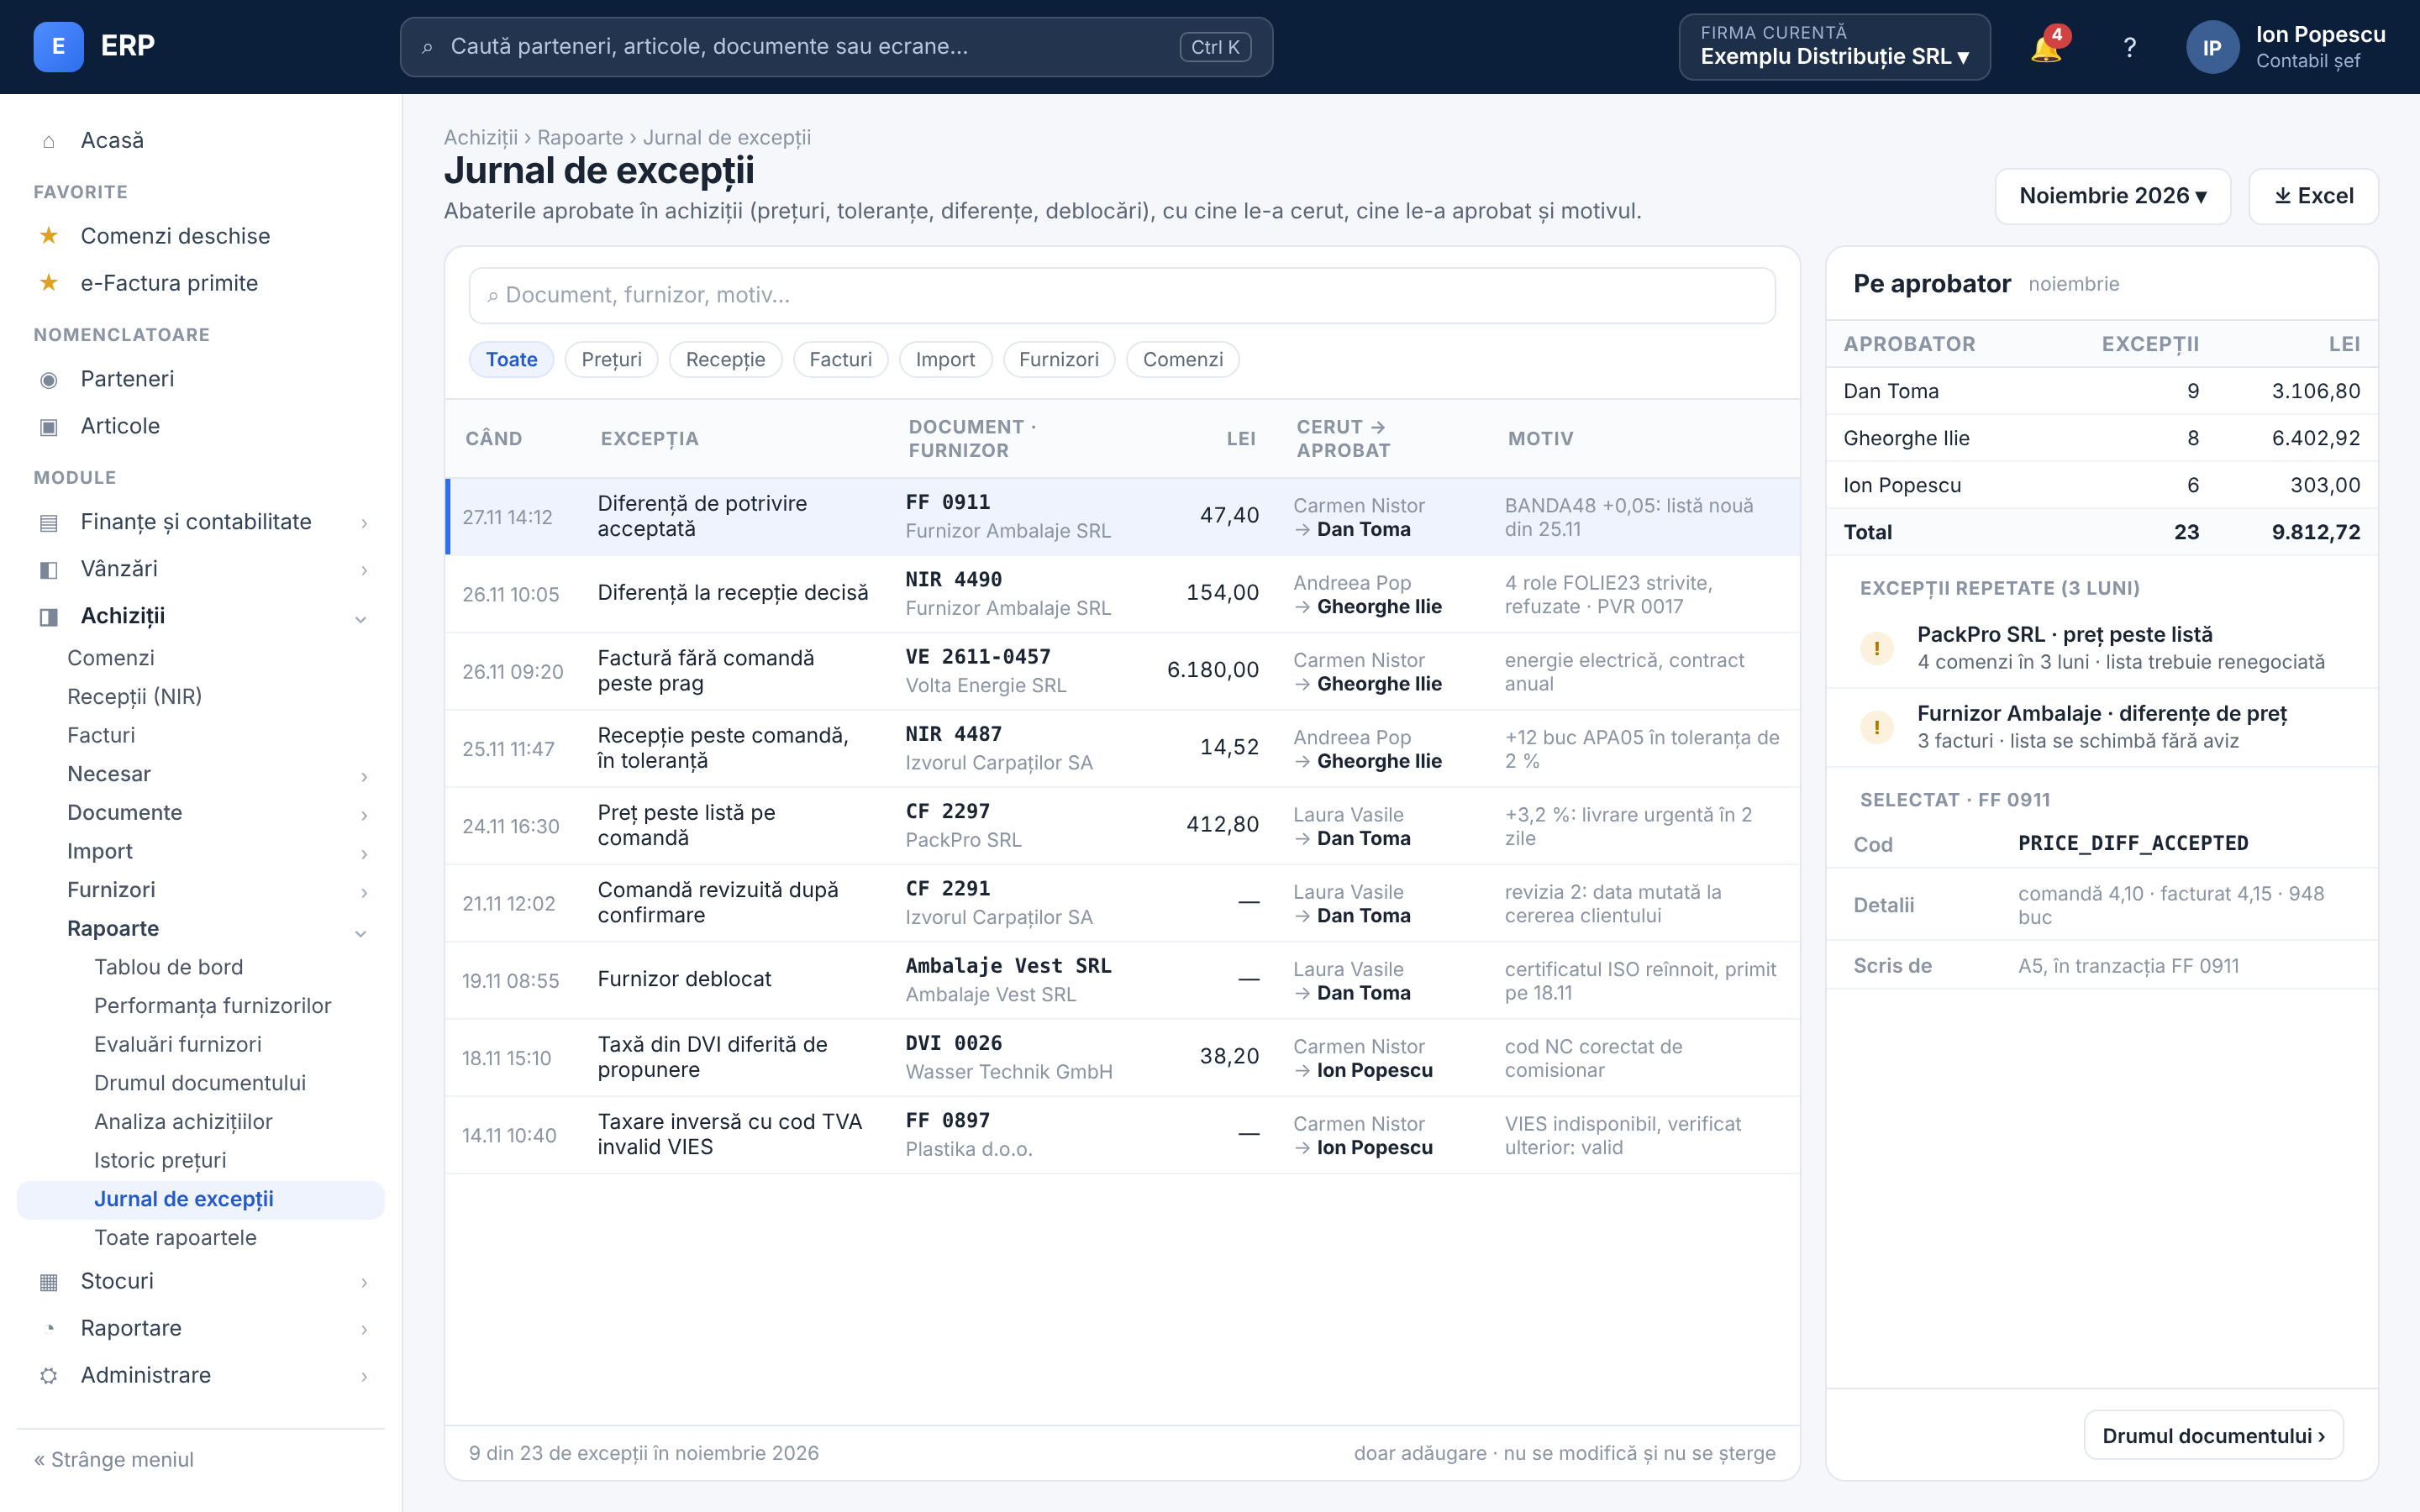 E ERP
Caută parteneri, articole, documente sau ecrane... Ctrl K
FIRMA CURENTĂ
Exemplu Distribuție SRL ▾
4
?
IP
Ion Popescu
Contabil șef
Acasă
FAVORITE
★ Comenzi deschise
★ e-Factura primite
NOMENCLATOARE
Parteneri
Articole
MODULE
Finanțe și contabilitate ›
Vânzări ›
Achiziții
Comenzi
Recepții (NIR)
Facturi
Necesar ›
Documente ›
Import ›
Furnizori ›
Rapoarte
Tablou de bord
Performanța furnizorilor
Evaluări furnizori
Drumul documentului
Analiza achizițiilor
Istoric prețuri
Jurnal de excepții
Toate rapoartele
Stocuri ›
Raportare ›
Administrare ›
« Strânge meniul
Achiziții › Rapoarte › Jurnal de excepții
Jurnal de excepții
Abaterile aprobate în achiziții (prețuri, toleranțe, diferențe, deblocări), cu cine le-a cerut, cine le-a aprobat și motivul.
Noiembrie 2026 ▾
Excel
Document, furnizor, motiv...
Toate Prețuri Recepție Facturi Import Furnizori Comenzi
CÂND EXCEPȚIA DOCUMENT · FURNIZOR LEI CERUT → APROBAT MOTIV
27.11 14:12 Diferență de potrivire acceptată FF 0911 Furnizor Ambalaje SRL 47,40 Carmen Nistor → Dan Toma BANDA48 +0,05: listă nouă din 25.11
26.11 10:05 Diferență la recepție decisă NIR 4490 Furnizor Ambalaje SRL 154,00 Andreea Pop → Gheorghe Ilie 4 role FOLIE23 strivite, refuzate · PVR 0017
26.11 09:20 Factură fără comandă peste prag VE 2611-0457 Volta Energie SRL 6.180,00 Carmen Nistor → Gheorghe Ilie energie electrică, contract anual
25.11 11:47 Recepție peste comandă, în toleranță NIR 4487 Izvorul Carpaților SA 14,52 Andreea Pop → Gheorghe Ilie +12 buc APA05 în toleranța de 2 %
24.11 16:30 Preț peste listă pe comandă CF 2297 PackPro SRL 412,80 Laura Vasile → Dan Toma +3,2 %: livrare urgentă în 2 zile
21.11 12:02 Comandă revizuită după confirmare CF 2291 Izvorul Carpaților SA — Laura Vasile → Dan Toma revizia 2: data mutată la cererea clientului
19.11 08:55 Furnizor deblocat Ambalaje Vest SRL Ambalaje Vest SRL — Laura Vasile → Dan Toma certificatul ISO reînnoit, primit pe 18.11
18.11 15:10 Taxă din DVI diferită de propunere DVI 0026 Wasser Technik GmbH 38,20 Carmen Nistor → Ion Popescu cod NC corectat de comisionar
14.11 10:40 Taxare inversă cu cod TVA invalid VIES FF 0897 Plastika d.o.o. — Carmen Nistor → Ion Popescu VIES indisponibil, verificat ulterior: valid
9 din 23 de excepții în noiembrie 2026
doar adăugare · nu se modifică și nu se șterge
Pe aprobator noiembrie
APROBATOR EXCEPȚII LEI
Dan Toma 9 3.106,80
Gheorghe Ilie 8 6.402,92
Ion Popescu 6 303,00
Total 23 9.812,72
EXCEPȚII REPETATE (3 LUNI)
! PackPro SRL · preț peste listă
4 comenzi în 3 luni · lista trebuie renegociată
! Furnizor Ambalaje · diferențe de preț
3 facturi · lista se schimbă fără aviz
SELECTAT · FF 0911
Cod PRICE_DIFF_ACCEPTED
Detalii comandă 4,10 · facturat 4,15 · 948 buc
Scris de A5, în tranzacția FF 0911
Drumul documentului ›